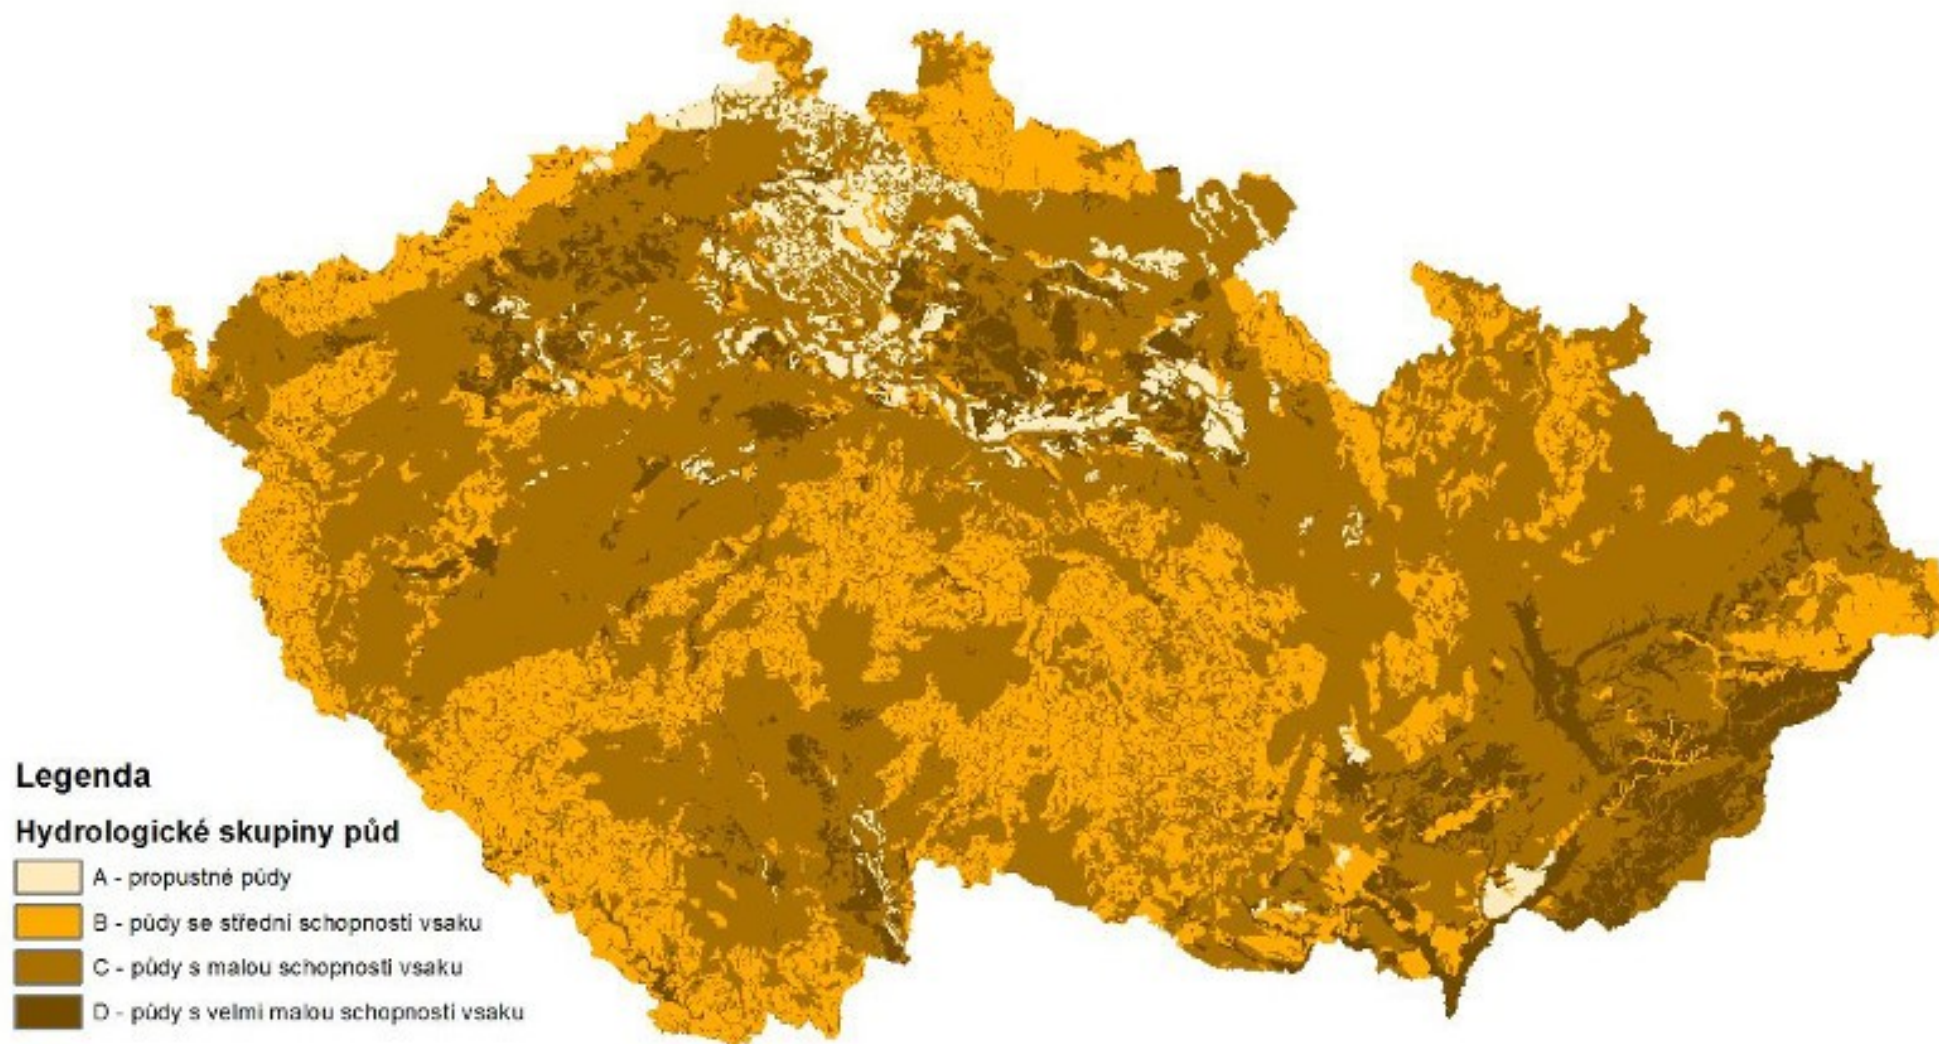 Legenda
Hydrologické skupiny půd
A - propustné půdy
B - půdy se střední schopností vsaku
C - půdy s malou schopností vsaku
D - půdy s velmi malou schopností vsaku